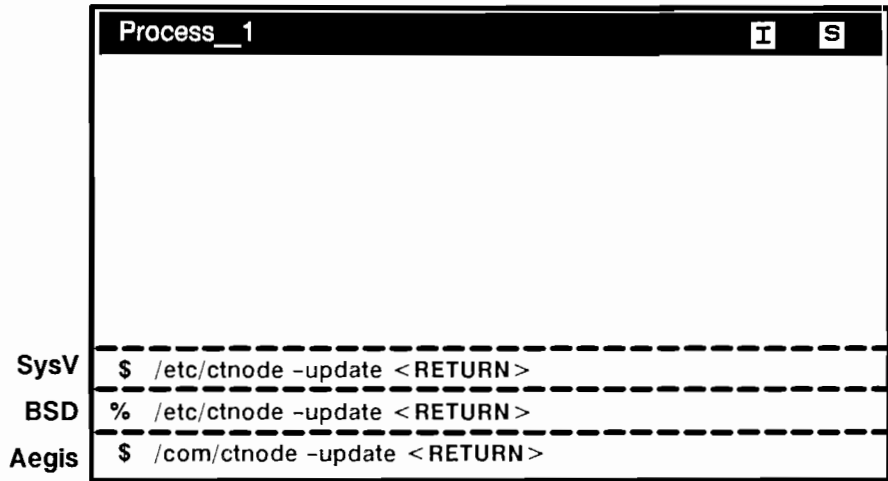 Process__1 I S
SysV $ /etc/ctnode -update <RETURN>
BSD % /etc/ctnode -update <RETURN>
Aegis $ /com/ctnode -update <RETURN>